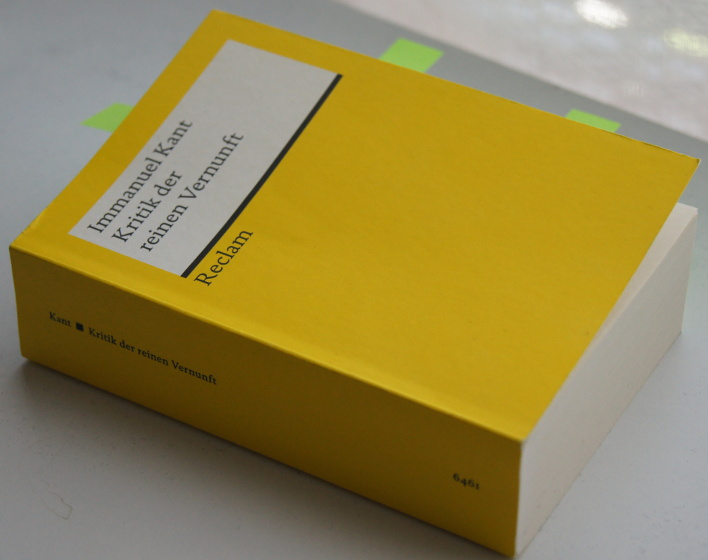 Immanuel Kant
Kritik der
reinen Vernunft
Reclam
Kant ■ Kritik der reinen Vernunft
6461